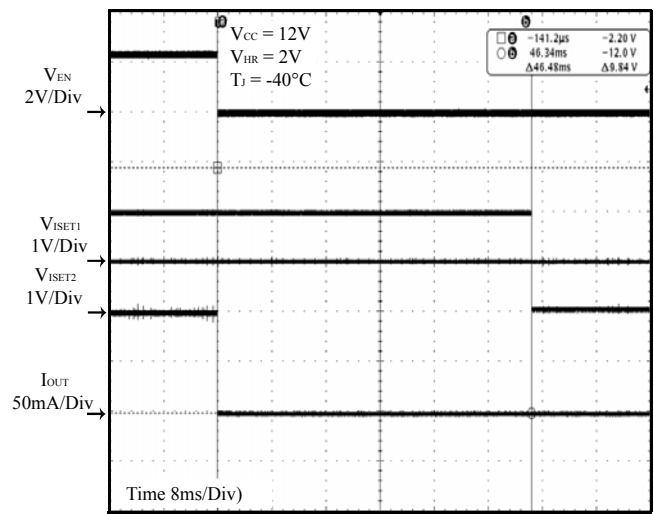 a b
VCC = 12V
VHR = 2V
TJ = -40°C
a -141.2µs -2.20 V
b 46.34ms -12.0 V
Δ46.48ms Δ9.84 V
VEN
2V/Div
VISET1
1V/Div
VISET2
1V/Div
IOUT
50mA/Div
Time 8ms/Div)